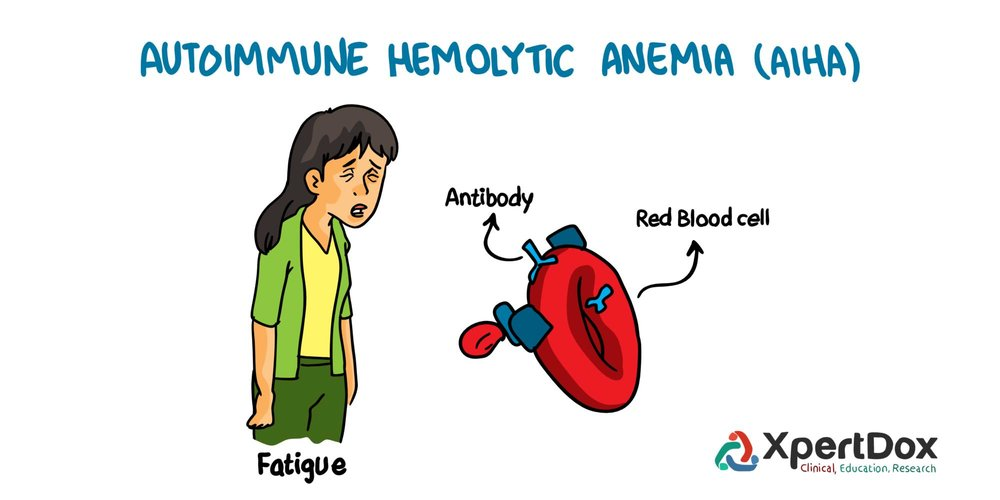 AUTOIMMUNE HEMOLYTIC ANEMIA (AIHA)
Antibody
Red Blood cell
Fatigue
XpertDox
Clinical, Education, Research